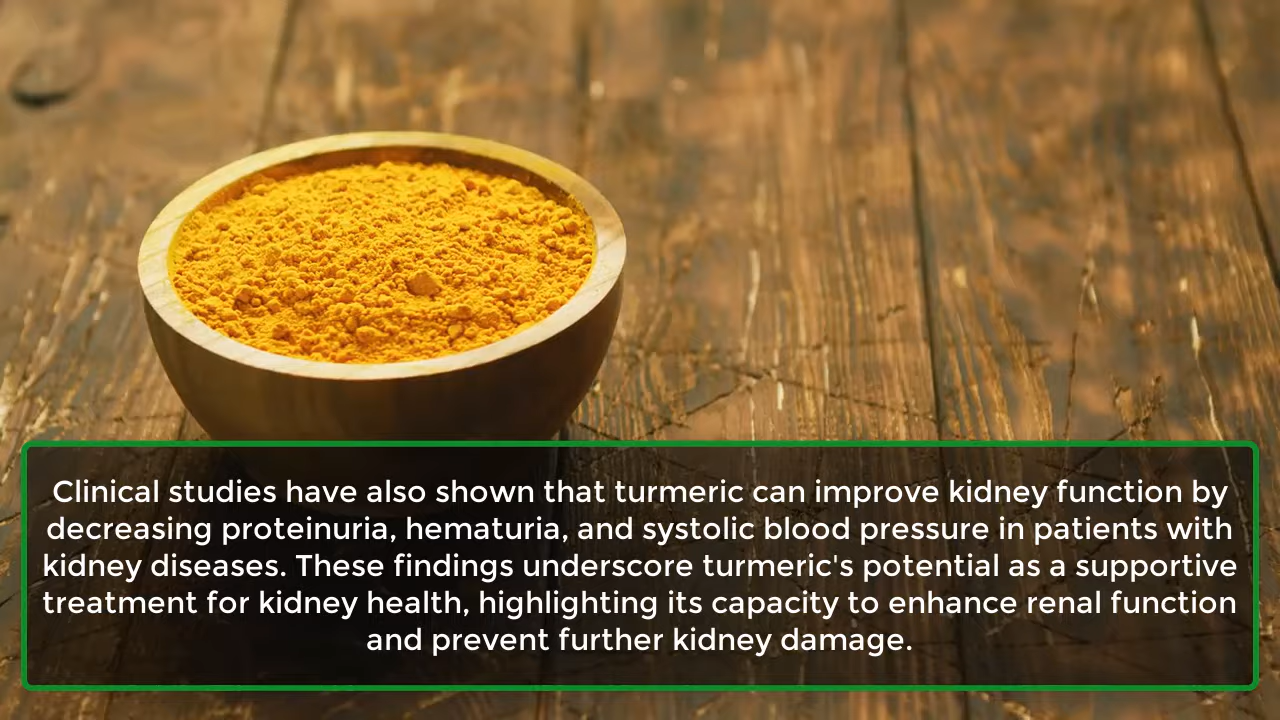 Clinical studies have also shown that turmeric can improve kidney function by
decreasing proteinuria, hematuria, and systolic blood pressure in patients with
kidney diseases. These findings underscore turmeric's potential as a supportive
treatment for kidney health, highlighting its capacity to enhance renal function
and prevent further kidney damage.